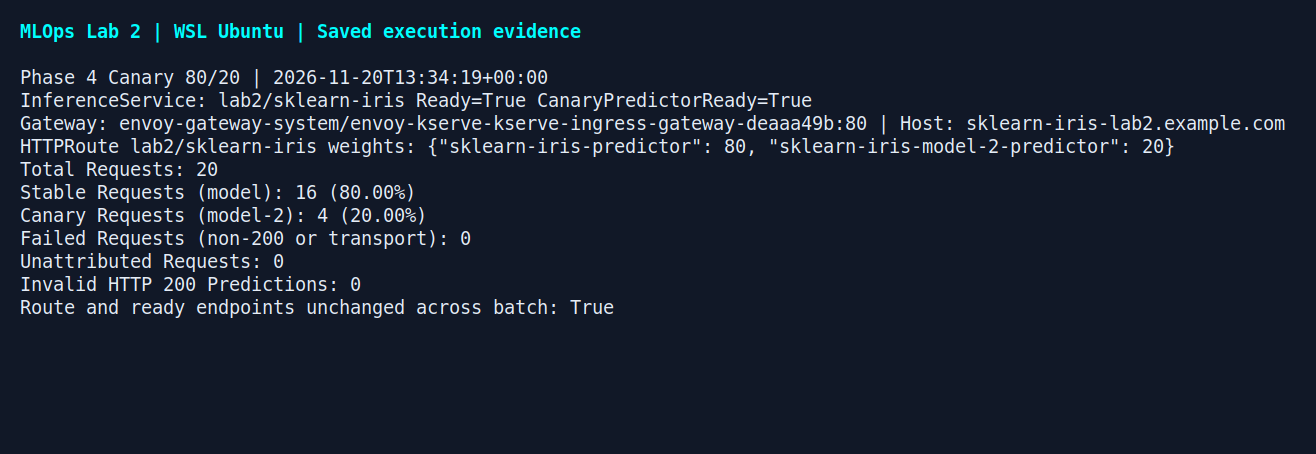 MLOps Lab 2 | WSL Ubuntu | Saved execution evidence
Phase 4 Canary 80/20 | 2026-11-20T13:34:19+00:00
InferenceService: lab2/sklearn-iris Ready=True CanaryPredictorReady=True
Gateway: envoy-gateway-system/envoy-kserve-kserve-ingress-gateway-deaaa49b:80 | Host: sklearn-iris-lab2.example.com
HTTPRoute lab2/sklearn-iris weights: {"sklearn-iris-predictor": 80, "sklearn-iris-model-2-predictor": 20}
Total Requests: 20
Stable Requests (model): 16 (80.00%)
Canary Requests (model-2): 4 (20.00%)
Failed Requests (non-200 or transport): 0
Unattributed Requests: 0
Invalid HTTP 200 Predictions: 0
Route and ready endpoints unchanged across batch: True